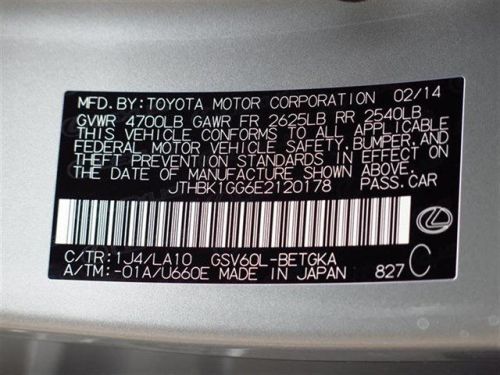 MFD. BY: TOYOTA MOTOR CORPORATION 02/14
GVWR 4700LB GAWR FR 2625LB RR 2540LB
THIS VEHICLE CONFORMS TO ALL APPLICABLE
FEDERAL MOTOR VEHICLE SAFETY, BUMPER, AND
THEFT PREVENTION STANDARDS IN EFFECT ON
THE DATE OF MANUFACTURE SHOWN ABOVE.
JTHBK1GG6E2120178 PASS.CAR
C/TR: 1J4/LA10 GSV60L-BETGKA
A/TM: -01A/U660E MADE IN JAPAN 827 C